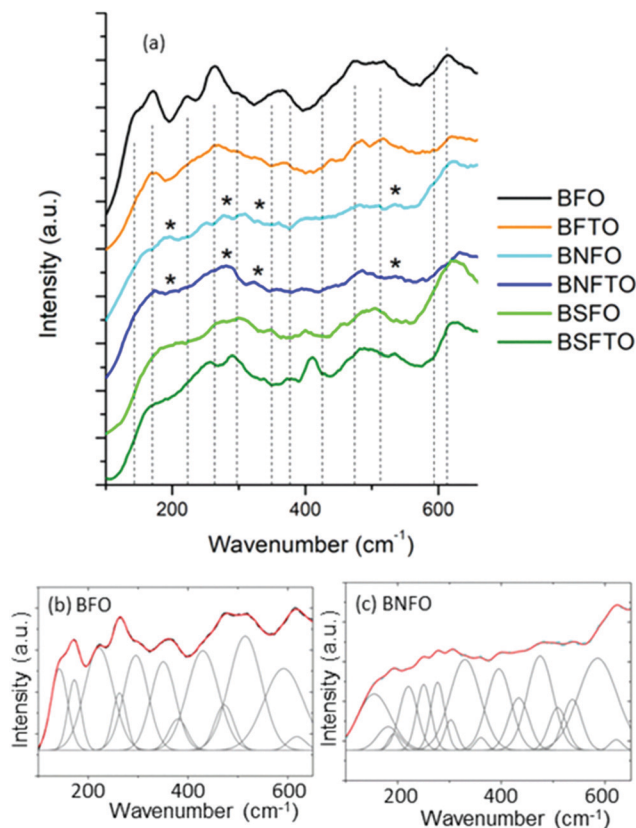 (a)
Intensity (a.u.)
* * *
*
* * *
*
200 400 600
Wavenumber (cm-1)
BFO
BFTO
BNFO
BNFTO
BSFO
BSFTO
(b) BFO
Intensity (a.u.)
200 400 600
Wavenumber (cm-1)
(c) BNFO
Intensity (a.u.)
200 400 600
Wavenumber (cm-1)